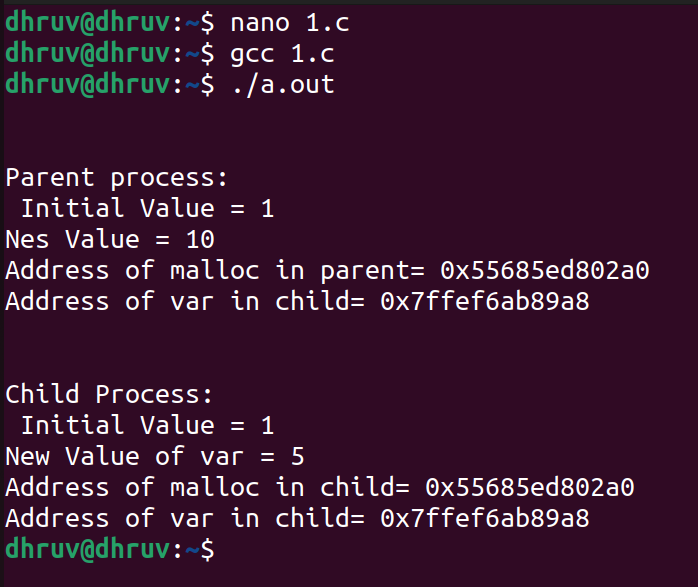 dhruv@dhruv:~$ nano 1.c
dhruv@dhruv:~$ gcc 1.c
dhruv@dhruv:~$ ./a.out
Parent process:
 Initial Value = 1
Nes Value = 10
Address of malloc in parent= 0x55685ed802a0
Address of var in child= 0x7ffef6ab89a8
Child Process:
 Initial Value = 1
New Value of var = 5
Address of malloc in child= 0x55685ed802a0
Address of var in child= 0x7ffef6ab89a8
dhruv@dhruv:~$